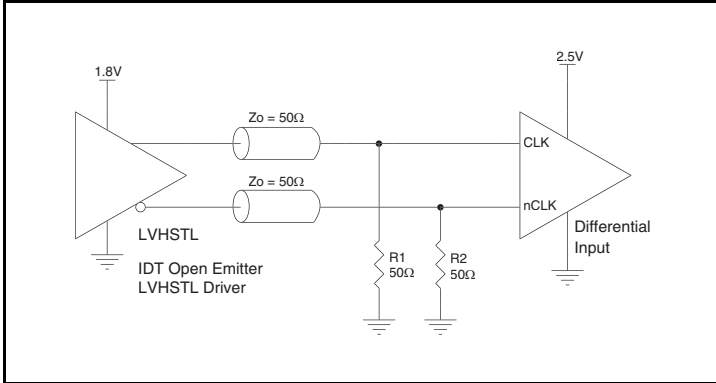 1.8V
2.5V
Zo = 50Ω
CLK
Zo = 50Ω
nCLK
LVHSTL
IDT Open Emitter
LVHSTL Driver
R1
50Ω
R2
50Ω
Differential
Input